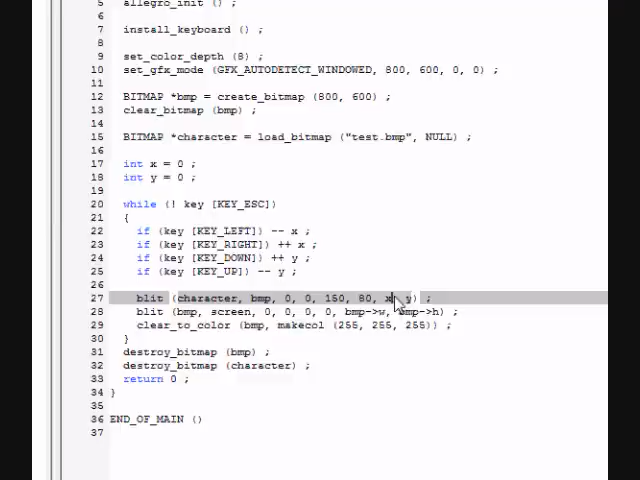 5 allegro_init () ;
6
7 install_keyboard () ;
8
9 set_color_depth (8) ;
10 set_gfx_mode (GFX_AUTODETECT_WINDOWED, 800, 600, 0, 0) ;
11
12 BITMAP *bmp = create_bitmap (800, 600) ;
13 clear_bitmap (bmp) ;
14
15 BITMAP *character = load_bitmap ("test.bmp", NULL) ;
16
17 int x = 0 ;
18 int y = 0 ;
19
20 while (! key [KEY_ESC])
21 {
22 if (key [KEY_LEFT]) -- x ;
23 if (key [KEY_RIGHT]) ++ x ;
24 if (key [KEY_DOWN]) ++ y ;
25 if (key [KEY_UP]) -- y ;
26
27 blit (character, bmp, 0, 0, 150, 80, x, y) ;
28 blit (bmp, screen, 0, 0, 0, 0, bmp->w, bmp->h) ;
29 clear_to_color (bmp, makecol (255, 255, 255)) ;
30 }
31 destroy_bitmap (bmp) ;
32 destroy_bitmap (character) ;
33 return 0 ;
34 }
35
36 END_OF_MAIN ()
37